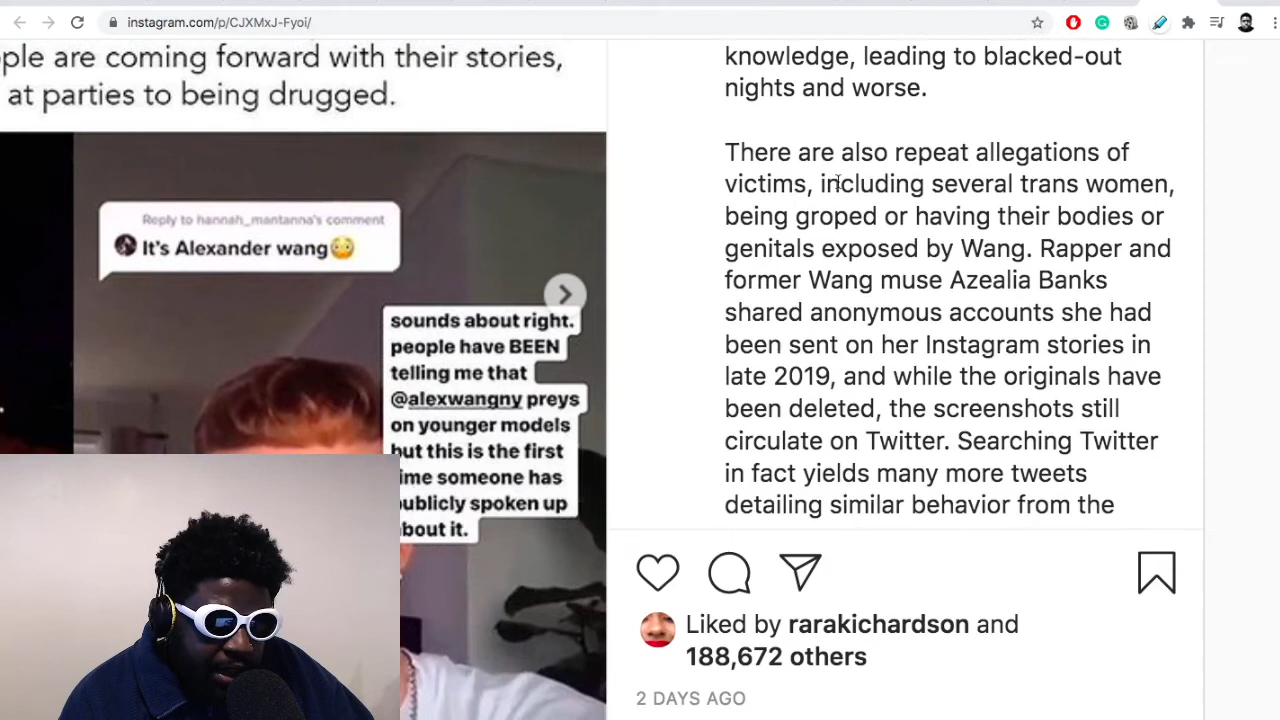 instagram.com/p/CJXMxJ-Fyoi/
ple are coming forward with their stories,
at parties to being drugged.
Reply to hannah_mantanna's comment
It's Alexander wang😳
sounds about right.
people have BEEN
telling me that
@alexwangny preys
on younger models
but this is the first
ime someone has
publicly spoken up
about it.
knowledge, leading to blacked-out
nights and worse.
There are also repeat allegations of
victims, including several trans women,
being groped or having their bodies or
genitals exposed by Wang. Rapper and
former Wang muse Azealia Banks
shared anonymous accounts she had
been sent on her Instagram stories in
late 2019, and while the originals have
been deleted, the screenshots still
circulate on Twitter. Searching Twitter
in fact yields many more tweets
detailing similar behavior from the
Liked by rarakichardson and
188,672 others
2 DAYS AGO